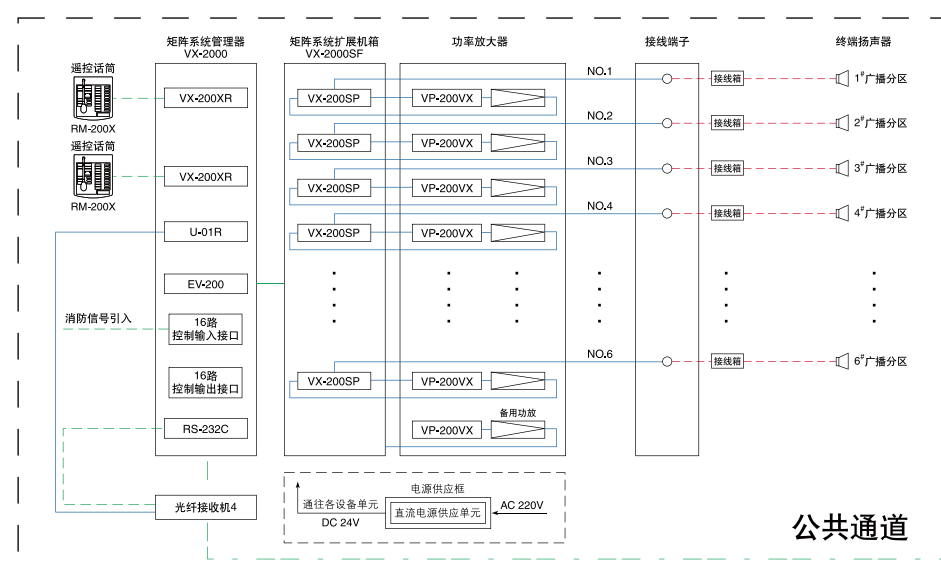 矩阵系统管理器
VX-2000
矩阵系统扩展机箱
VX-2000SF
功率放大器
接线端子
终端扬声器
遥控话筒
RM-200X
遥控话筒
RM-200X
VX-200XR
VX-200XR
U-01R
EV-200
消防信号引入
16路
控制输入接口
16路
控制输出接口
RS-232C
光纤接收机4
VX-200SP
VP-200VX
NO.1
接线箱
1#广播分区
VX-200SP
VP-200VX
NO.2
接线箱
2#广播分区
VX-200SP
VP-200VX
NO.3
接线箱
3#广播分区
VX-200SP
VP-200VX
NO.4
接线箱
4#广播分区
VX-200SP
VP-200VX
NO.6
接线箱
6#广播分区
备用功放
VP-200VX
电源供应框
通往各设备单元
DC 24V
直流电源供应单元
AC 220V
公共通道